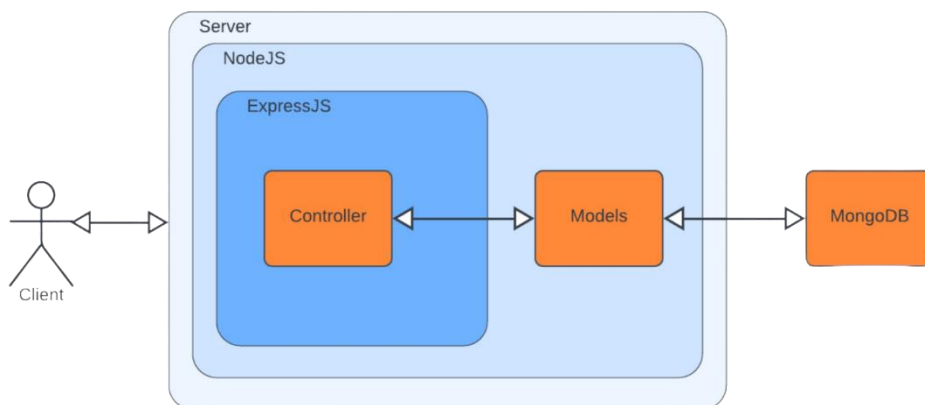 Server
NodeJS
ExpressJS
Controller
Models
MongoDB
Client